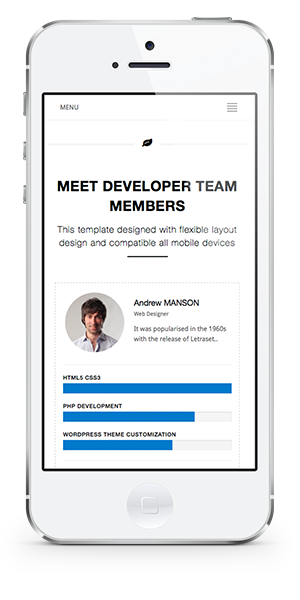 MENU
MEET DEVELOPER TEAM
MEMBERS
This template designed with flexible layout
design and compatible all mobile devices
Andrew MANSON
Web Designer
It was popularised in the 1960s
with the release of Letraset..
HTML5 CSS3
PHP DEVELOPMENT
WORDPRESS THEME CUSTOMIZATION